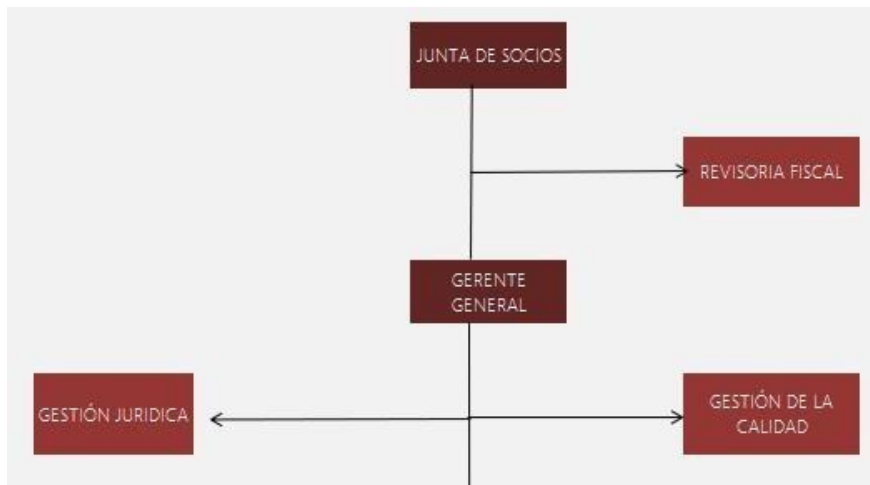 JUNTA DE SOCIOS
REVISORIA FISCAL
GERENTE
GENERAL
GESTIÓN JURIDICA
GESTIÓN DE LA
CALIDAD